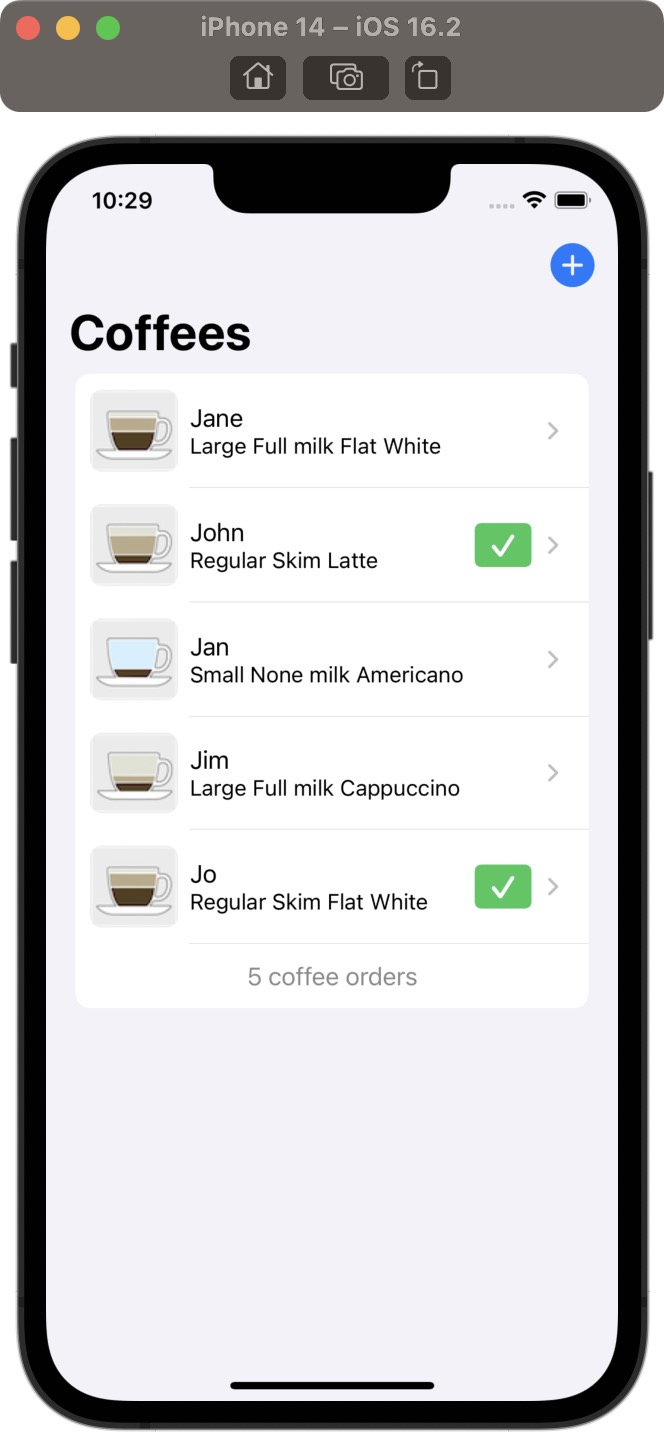 iPhone 14 – iOS 16.2
10:29
Coffees
Jane
Large Full milk Flat White
John
Regular Skim Latte
Jan
Small None milk Americano
Jim
Large Full milk Cappuccino
Jo
Regular Skim Flat White
5 coffee orders